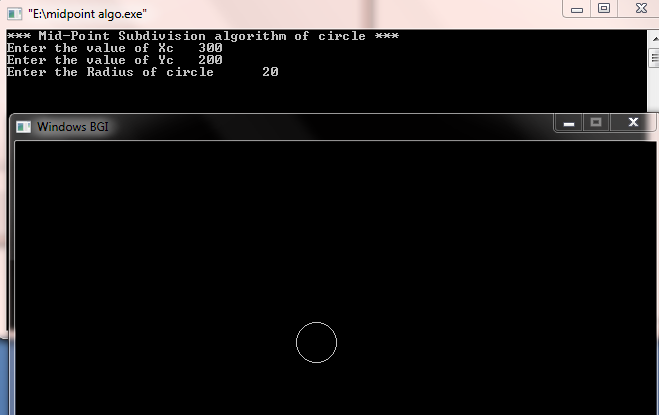 "E:\midpoint algo.exe"
*** Mid-Point Subdivision algorithm of circle ***
Enter the value of Xc   300
Enter the value of Yc   200
Enter the Radius of circle      20
Windows BGI